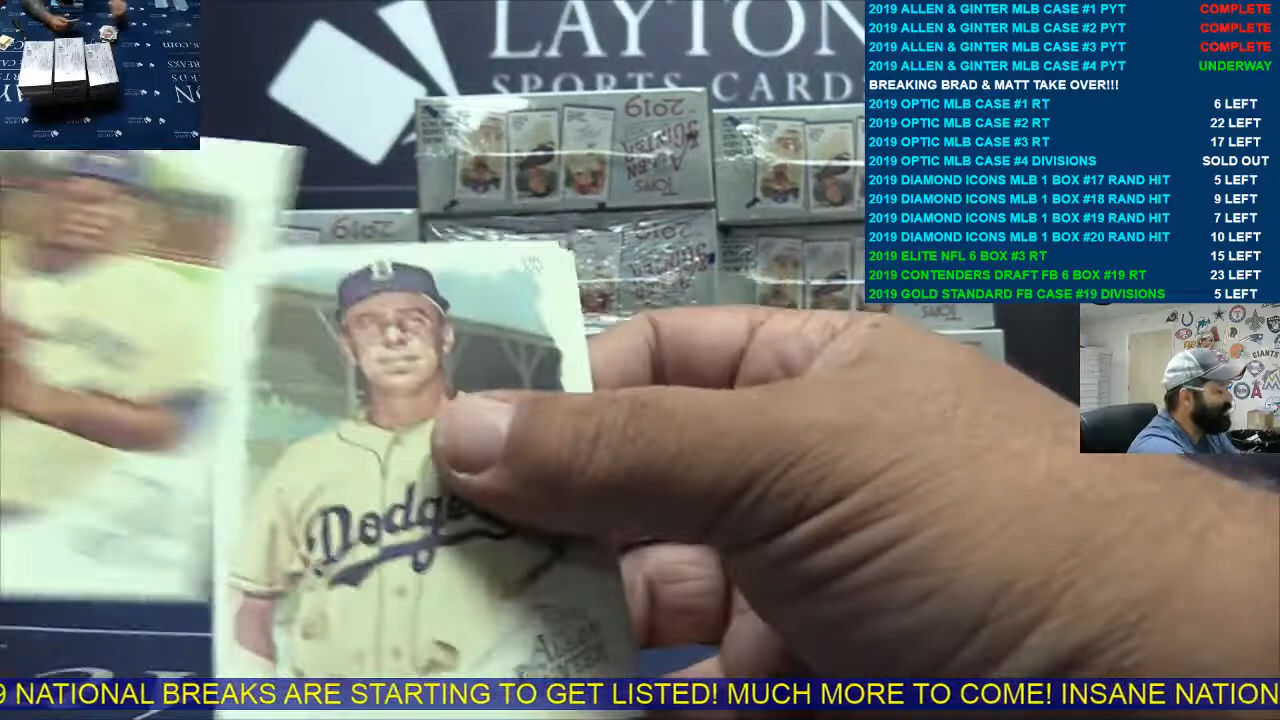 LAYTON
SPORTS CARDS
2019 ALLEN & GINTER MLB CASE #1 PYT COMPLETE
2019 ALLEN & GINTER MLB CASE #2 PYT COMPLETE
2019 ALLEN & GINTER MLB CASE #3 PYT COMPLETE
2019 ALLEN & GINTER MLB CASE #4 PYT UNDERWAY
BREAKING BRAD & MATT TAKE OVER!!!
2019 OPTIC MLB CASE #1 RT 6 LEFT
2019 OPTIC MLB CASE #2 RT 22 LEFT
2019 OPTIC MLB CASE #3 RT 17 LEFT
2019 OPTIC MLB CASE #4 DIVISIONS SOLD OUT
2019 DIAMOND ICONS MLB 1 BOX #17 RAND HIT 5 LEFT
2019 DIAMOND ICONS MLB 1 BOX #18 RAND HIT 9 LEFT
2019 DIAMOND ICONS MLB 1 BOX #19 RAND HIT 7 LEFT
2019 DIAMOND ICONS MLB 1 BOX #20 RAND HIT 10 LEFT
2019 ELITE NFL 6 BOX #3 RT 15 LEFT
2019 CONTENDERS DRAFT FB 6 BOX #19 RT 23 LEFT
2019 GOLD STANDARD FB CASE #19 DIVISIONS 5 LEFT
2019
TOPPS
2019
TOPPS
GIANTS
Dodge
Allen
9 NATIONAL BREAKS ARE STARTING TO GET LISTED! MUCH MORE TO COME! INSANE NATION